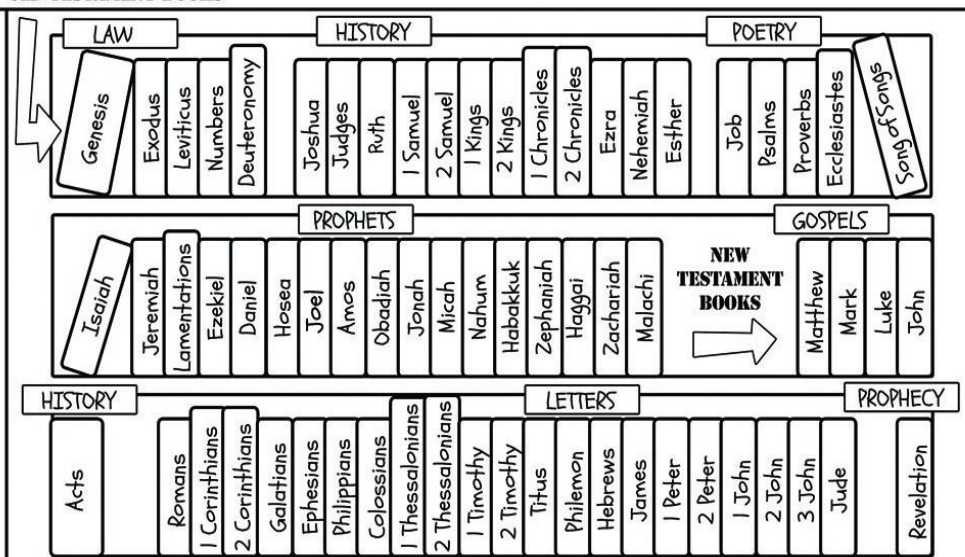 LAW
HISTORY
POETRY
Genesis
Exodus
Leviticus
Numbers
Deuteronomy
Joshua
Judges
Ruth
1 Samuel
2 Samuel
1 Kings
2 Kings
1 Chronicles
2 Chronicles
Ezra
Nehemiah
Esther
Job
Psalms
Proverbs
Ecclesiastes
Song of Songs
PROPHETS
GOSPELS
Isaiah
Jeremiah
Lamentrations
Ezekiel
Daniel
Hosea
Joel
Amos
Obadiah
Jonah
Micah
Nahum
Habakkuk
Zephaniah
Haggai
Zachariah
Malachi
NEW
TESTAMENT
BOOKS
Matthew
Mark
Luke
John
HISTORY
LETTERS
PROPHECY
Acts
Romans
1 Corinthians
2 Corinthians
Galatians
Ephesians
Philippians
Colossians
1 Thessalonians
2 Thessalonians
1 Timothy
2 Timothy
Titus
Philemon
Hebrews
James
1 Peter
2 Peter
1 John
2 John
3 John
Jude
Revelation